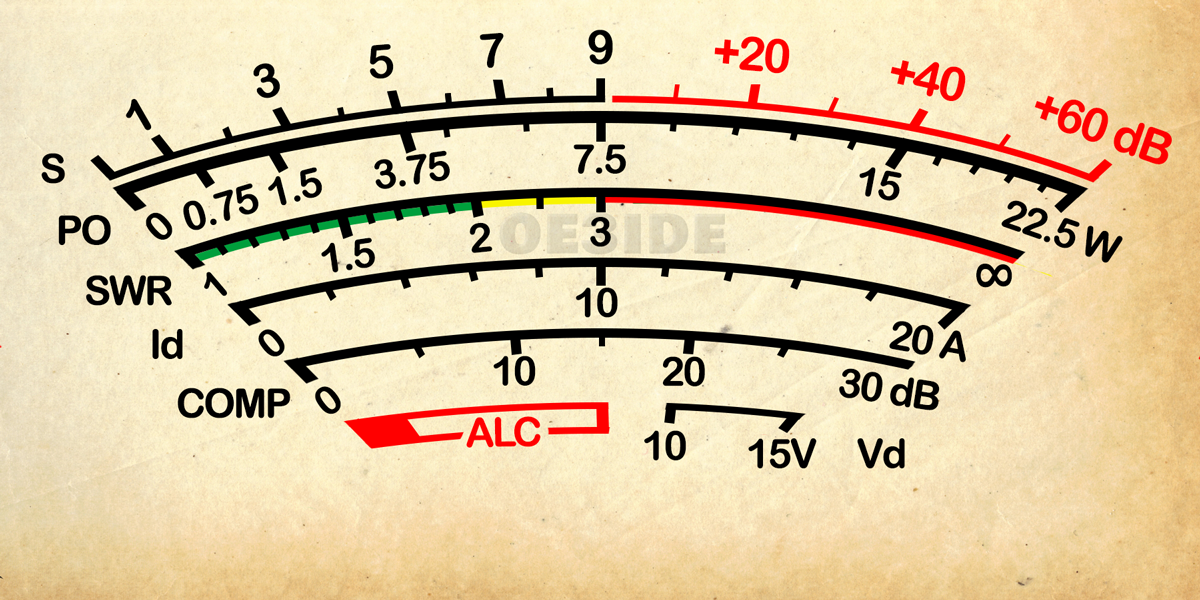 S 1 3 5 7 9 +20 +40 +60 dB
PO 0 0.75 1.5 3.75 7.5 15 22.5 W
SWR 1 1.5 2 3 ∞
OE3IDE
Id 0 10 20 A
COMP 0 10 20 30 dB
ALC 10 15V Vd